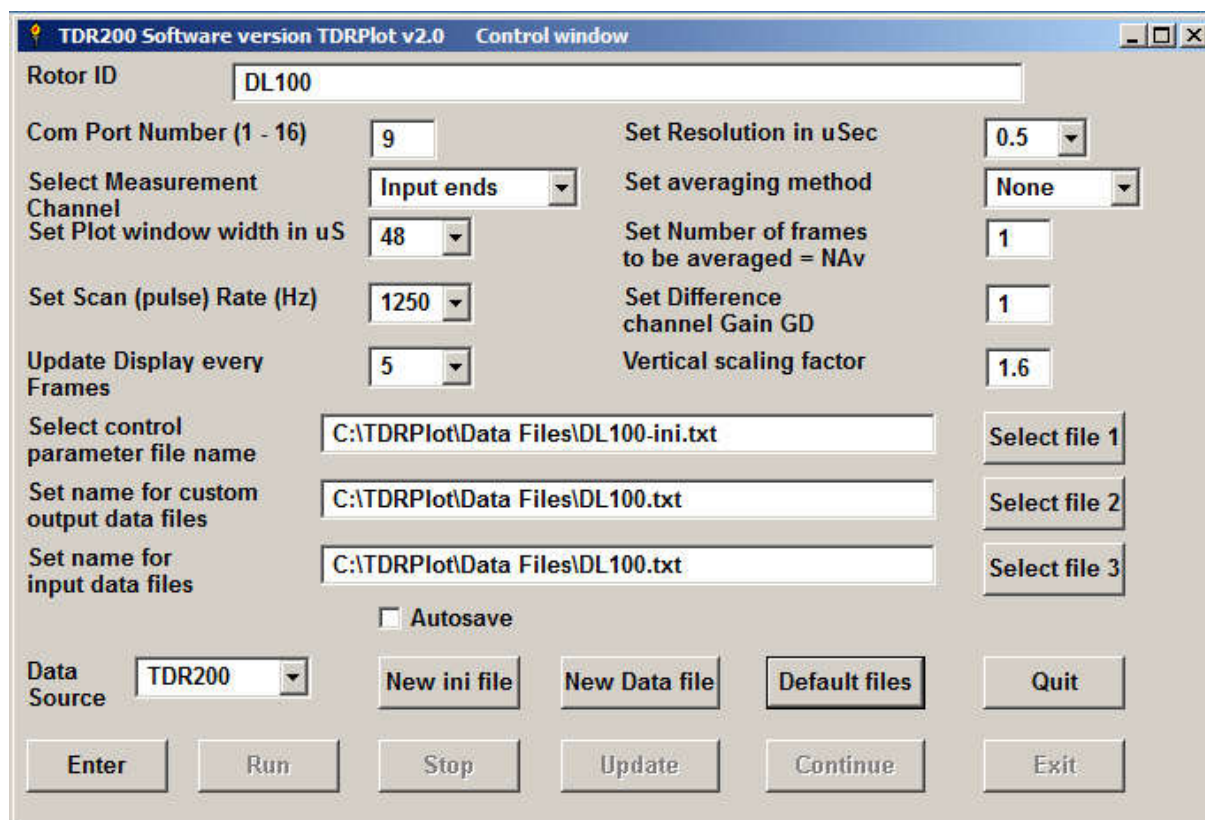 TDR200 Software version TDRPlot v2.0 Control window
Rotor ID
DL100
Com Port Number (1 - 16)
9
Set Resolution in uSec
0.5
Select Measurement
Channel
Input ends
Set averaging method
None
Set Plot window width in uS
48
Set Number of frames
to be averaged = NAv
1
Set Scan (pulse) Rate (Hz)
1250
Set Difference
channel Gain GD
1
Update Display every
Frames
5
Vertical scaling factor
1.6
Select control
parameter file name
C:\TDRPlot\Data Files\DL100-ini.txt
Select file 1
Set name for custom
output data files
C:\TDRPlot\Data Files\DL100.txt
Select file 2
Set name for
input data files
C:\TDRPlot\Data Files\DL100.txt
Select file 3
Autosave
Data
Source
TDR200
New ini file
New Data file
Default files
Quit
Enter
Run
Stop
Update
Continue
Exit